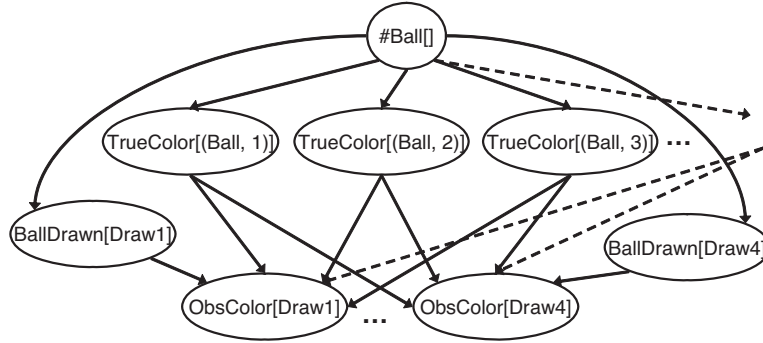 #Ball[]
TrueColor[(Ball, 1)] TrueColor[(Ball, 2)] TrueColor[(Ball, 3)] ...
BallDrawn[Draw1] BallDrawn[Draw4]
ObsColor[Draw1] ... ObsColor[Draw4]